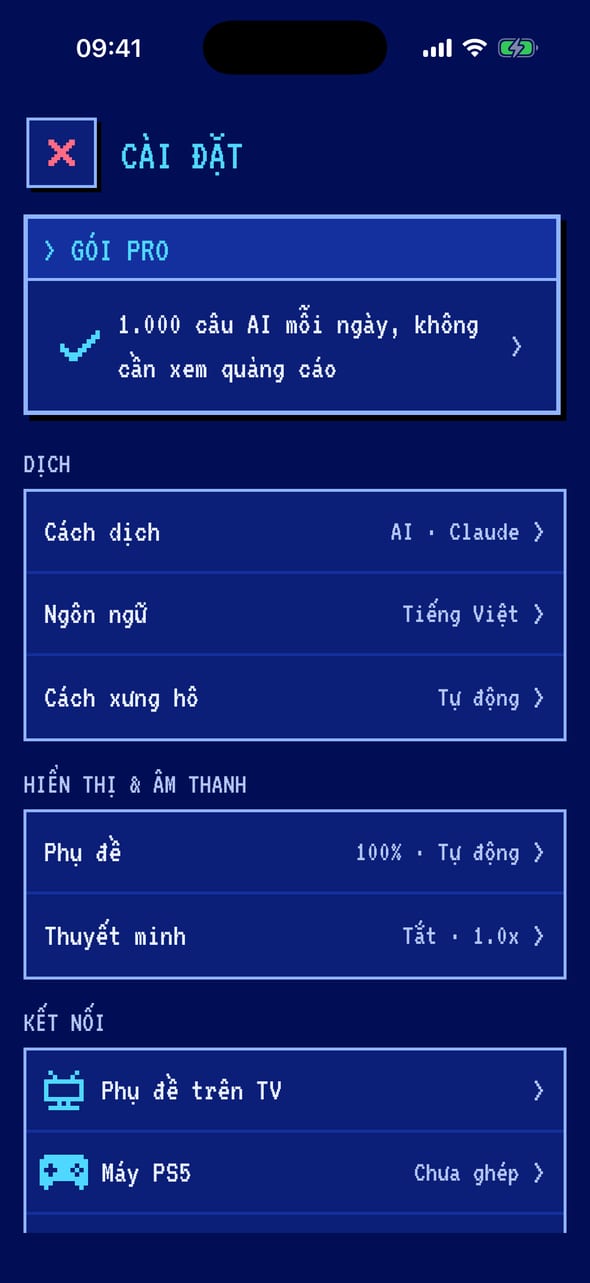 09:41
CÀI ĐẶT
GÓI PRO
1.000 câu AI mỗi ngày, không
cần xem quảng cáo
DỊCH
Cách dịch AI · Claude
Ngôn ngữ Tiếng Việt
Cách xưng hô Tự động
HIỂN THỊ & ÂM THANH
Phụ đề 100% · Tự động
Thuyết minh Tắt · 1.0x
KẾT NỐI
Phụ đề trên TV
Máy PS5 Chưa ghép